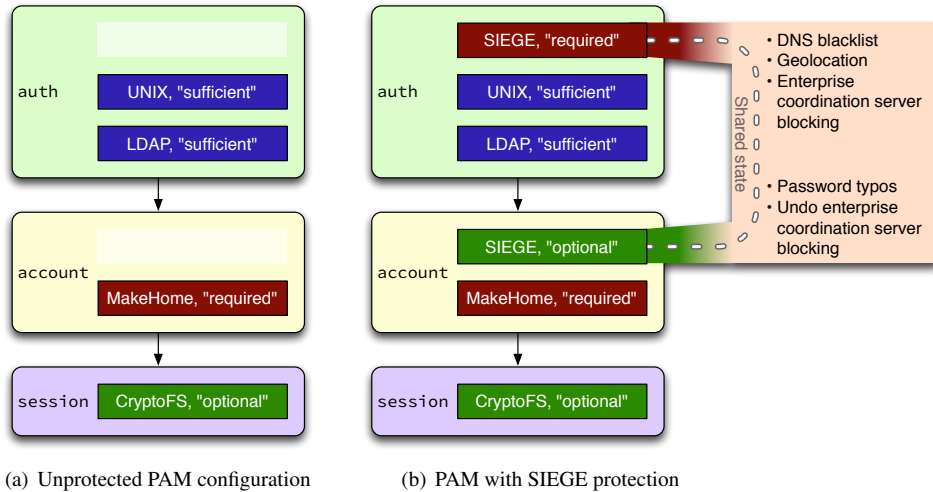 auth
UNIX, "sufficient"
LDAP, "sufficient"
account
MakeHome, "required"
session
CryptoFS, "optional"
(a) Unprotected PAM configuration
auth
SIEGE, "required"
UNIX, "sufficient"
LDAP, "sufficient"
account
SIEGE, "optional"
MakeHome, "required"
session
CryptoFS, "optional"
Shared state
• DNS blacklist
• Geolocation
• Enterprise
coordination server
blocking
• Password typos
• Undo enterprise
coordination server
blocking
(b) PAM with SIEGE protection